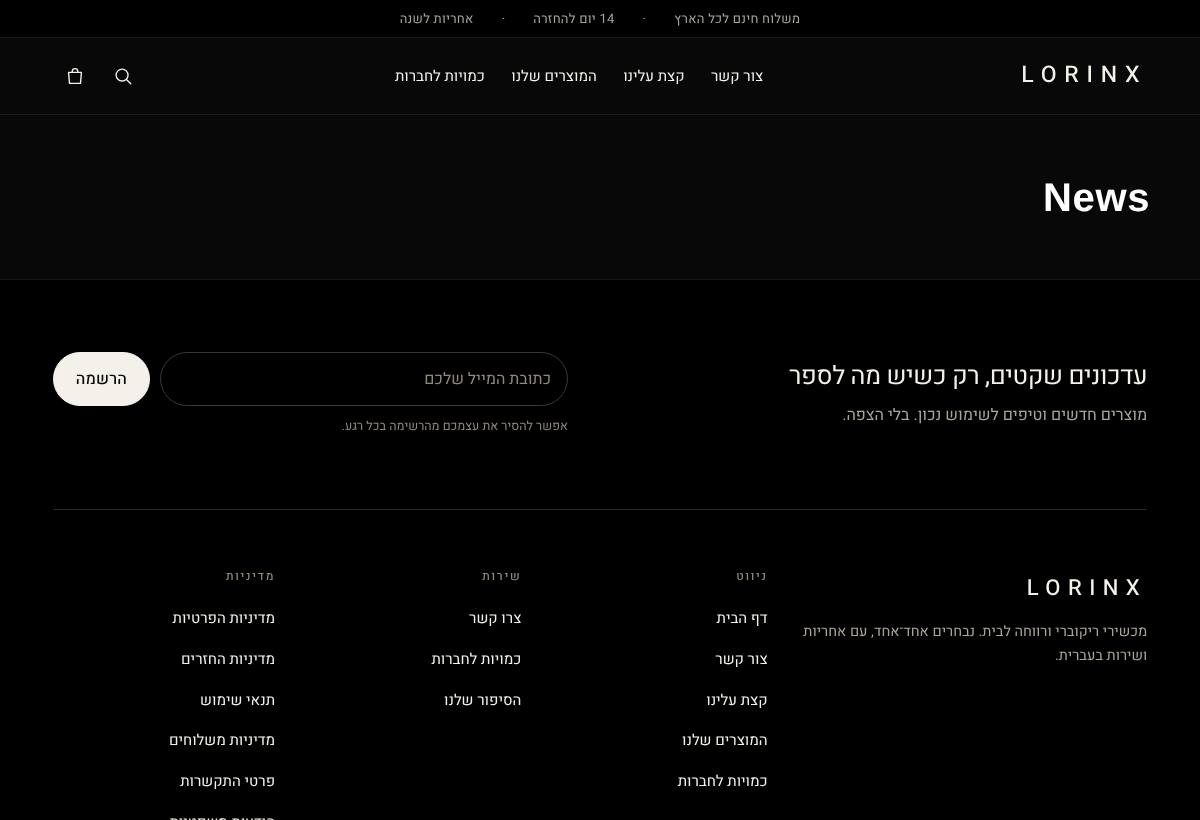 משלוח חינם לכל הארץ · 14 יום להחזרה · אחריות לשנה
LORINX
צור קשר
קצת עלינו
המוצרים שלנו
כמויות לחברות
News
עדכונים שקטים, רק כשיש מה לספר
מוצרים חדשים וטיפים לשימוש נכון. בלי הצפה.
כתובת המייל שלכם
הרשמה
אפשר להסיר את עצמכם מהרשימה בכל רגע.
LORINX
מכשירי ריקוברי ורווחה לבית. נבחרים אחד־אחד, עם אחריות
ושירות בעברית.
ניווט
דף הבית
צור קשר
קצת עלינו
המוצרים שלנו
כמויות לחברות
שירות
צרו קשר
כמויות לחברות
הסיפור שלנו
מדיניות
מדיניות הפרטיות
מדיניות החזרים
תנאי שימוש
מדיניות משלוחים
פרטי התקשרות